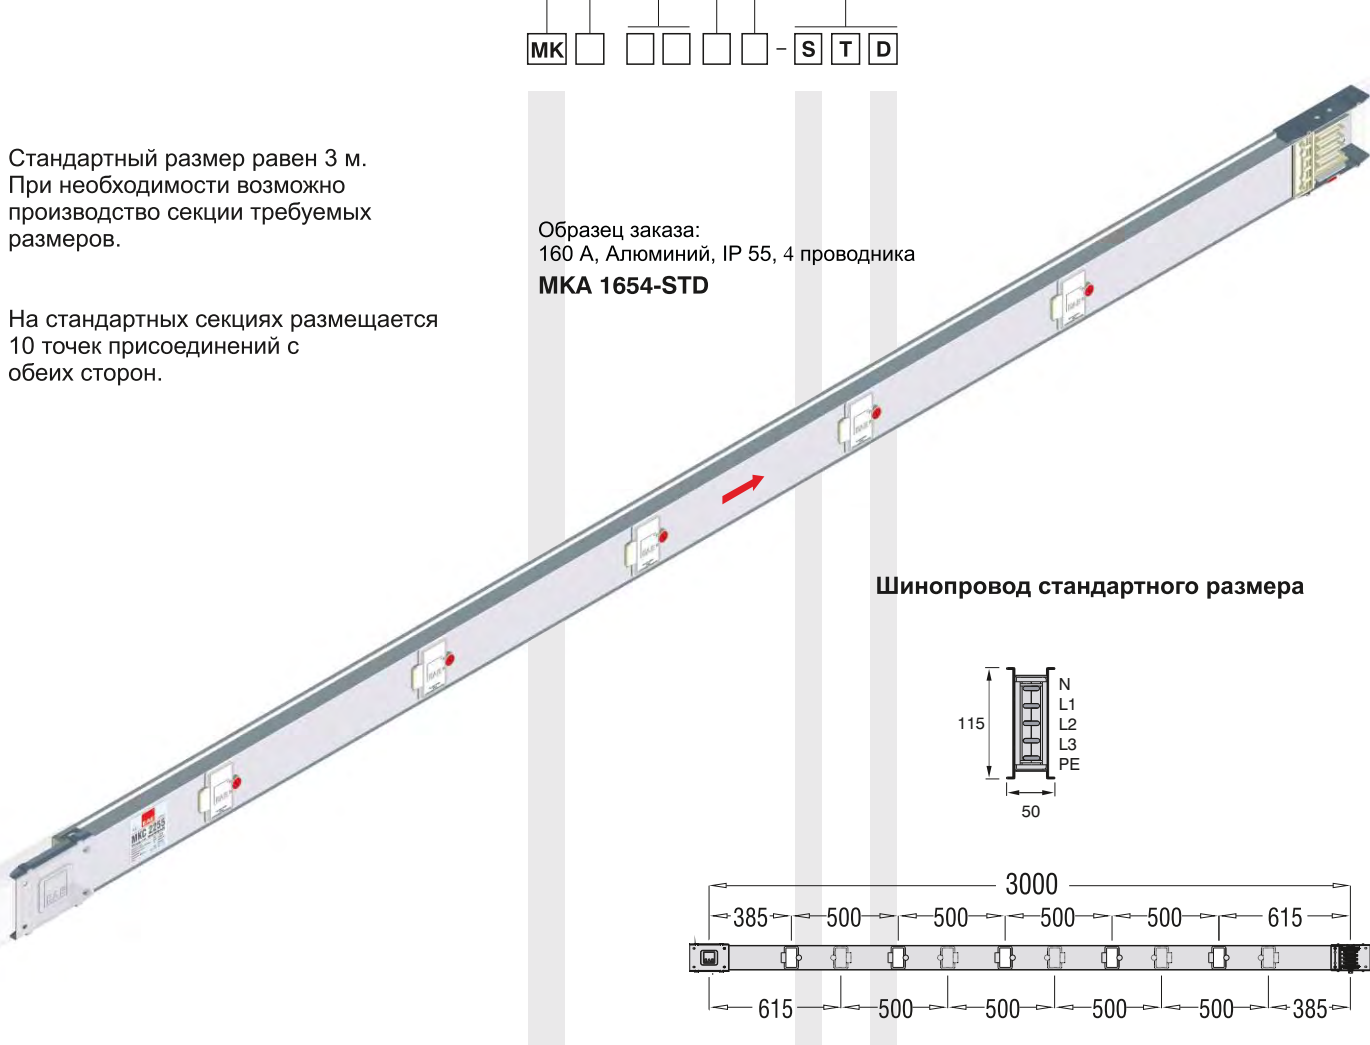 MK - S T D
Стандартный размер равен 3 м.
При необходимости возможно
производство секции требуемых
размеров.
Образец заказа:
160 А, Алюминий, IP 55, 4 проводника
MKA 1654-STD
На стандартных секциях размещается
10 точек присоединений с
обеих сторон.
Шинопровод стандартного размера
N
L1
115
L2
L3
PE
50
MKC 2255
3000
385 500 500 500 500 615
615 500 500 500 500 385